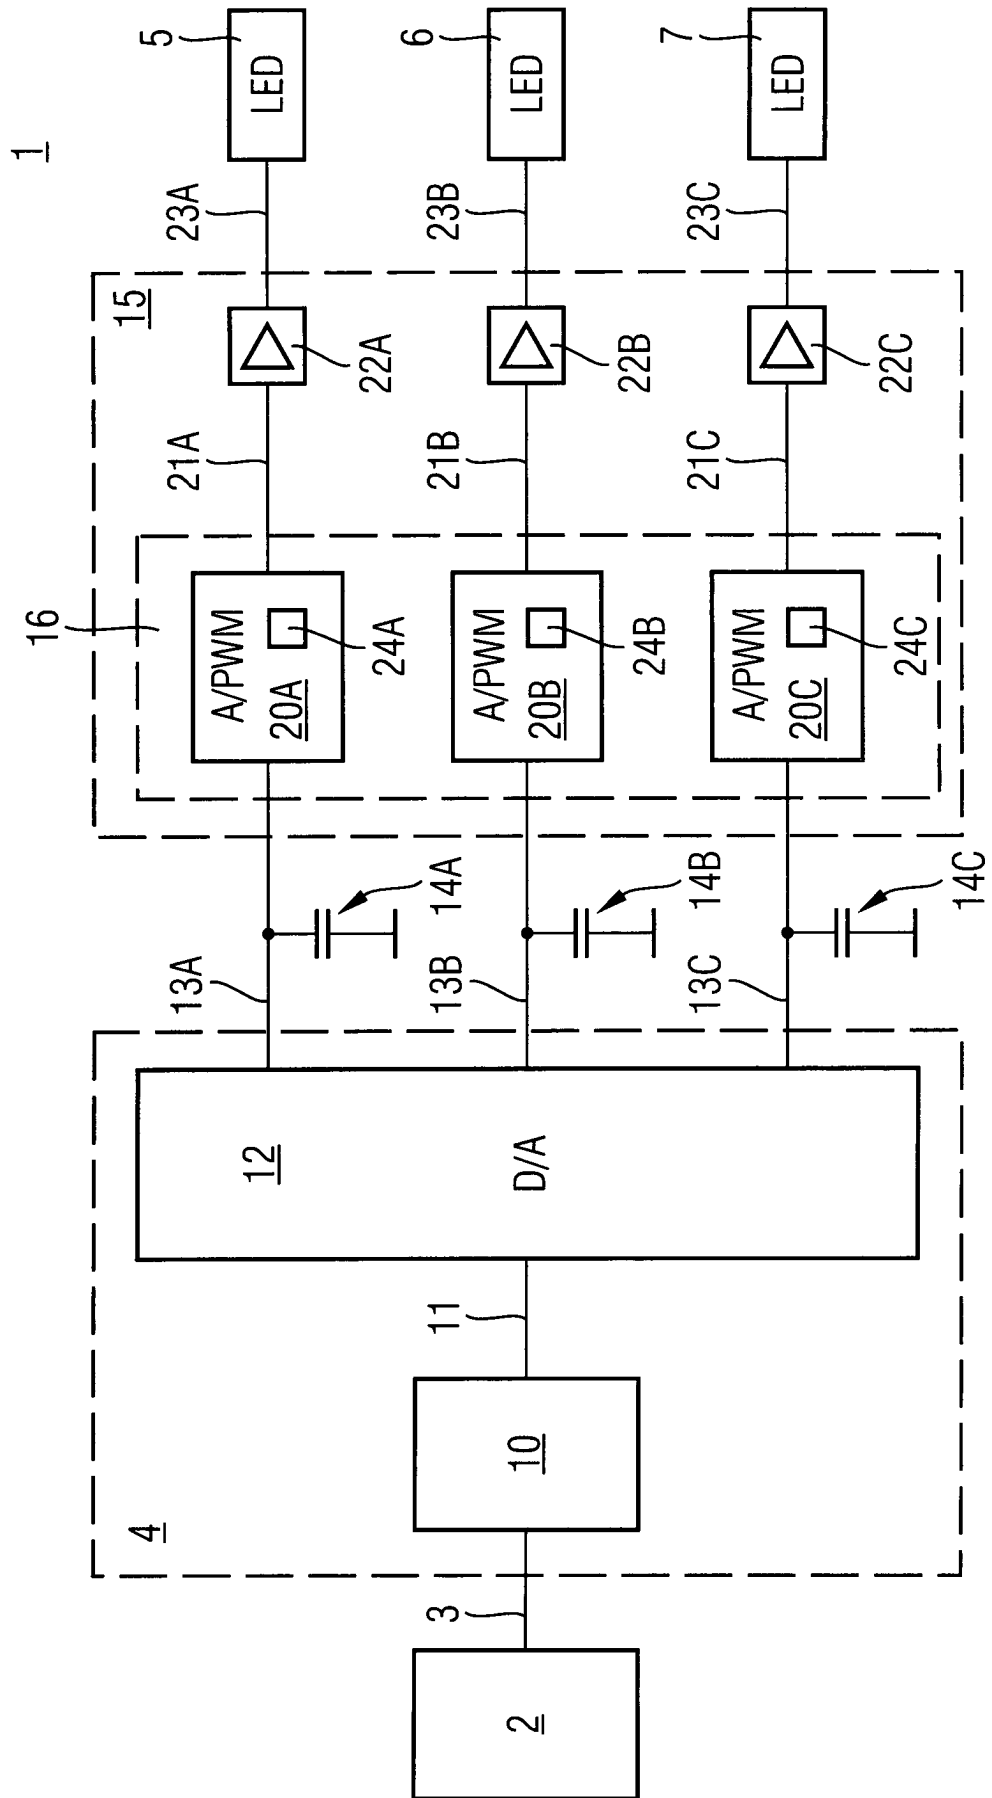 1
5
LED
6
LED
7
LED
23A
23B
23C
15
22A
22B
22C
21A
21B
21C
16
A/PWM
20A
24A
A/PWM
20B
24B
A/PWM
20C
24C
14A
14B
14C
13A
13B
13C
12
D/A
11
10
4
3
2